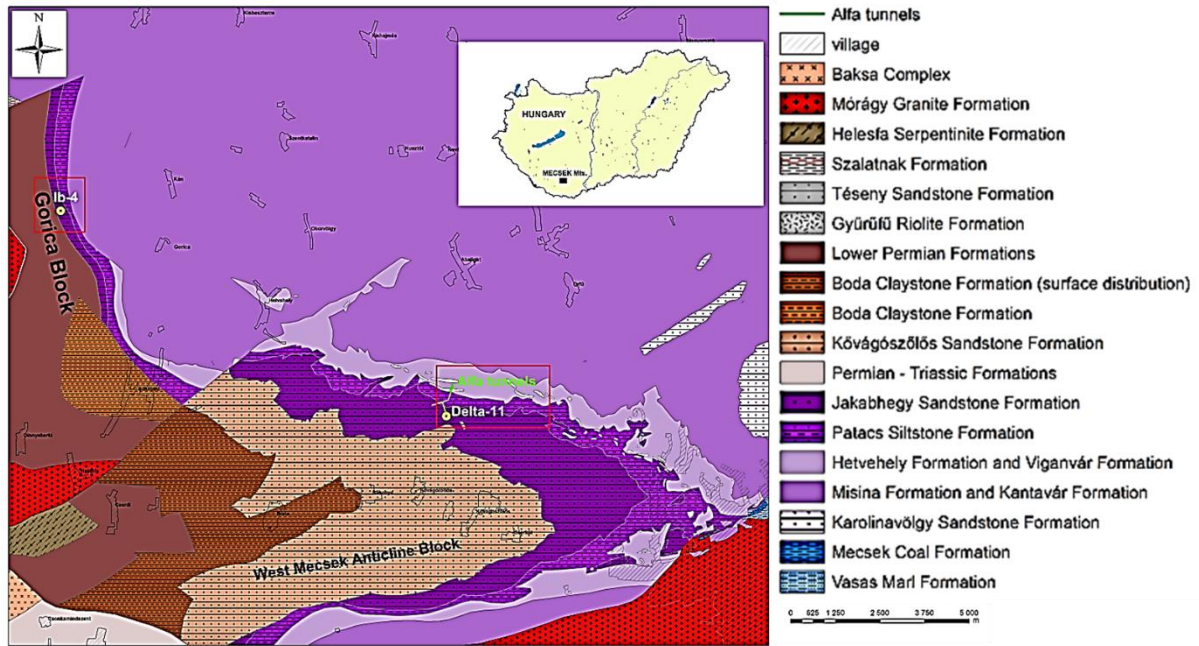 N
HUNGARY
MECSEK Mts.
Ib-4
Gorica Block
Gorica
Hetvehely
Alfa tunnels
Delta-11
West Mecsek Anticline Block
Alfa tunnels
village
Baksa Complex
Mórágy Granite Formation
Helesfa Serpentinite Formation
Szalatnak Formation
Téseny Sandstone Formation
Gyűrűfű Riolite Formation
Lower Permian Formations
Boda Claystone Formation (surface distribution)
Boda Claystone Formation
Kővágószőlős Sandstone Formation
Permian - Triassic Formations
Jakabhegy Sandstone Formation
Patacs Siltstone Formation
Hetvehely Formation and Viganvár Formation
Misina Formation and Kantavár Formation
Karolinavölgy Sandstone Formation
Mecsek Coal Formation
Vasas Marl Formation
0 625 1 250 2 500 3 750 5 000
m